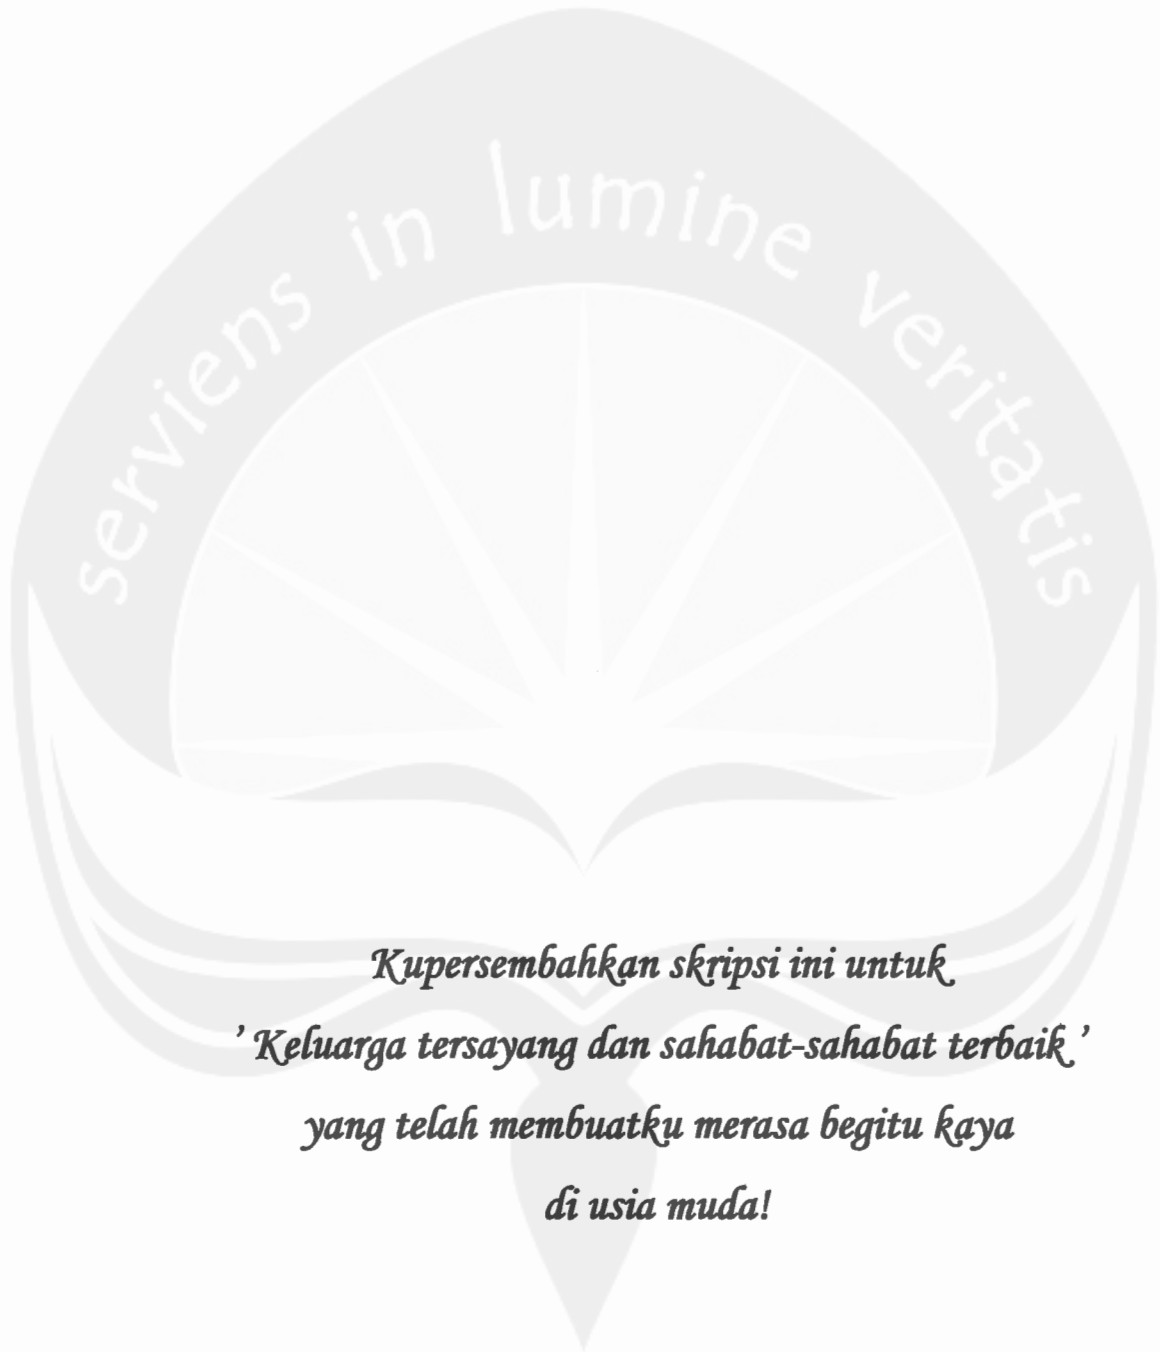 serviens in lumine veritatis
Kupersembahkan skripsi ini untuk
' Keluarga tersayang dan sahabat-sahabat terbaik '
yang telah membuatku merasa begitu kaya
di usia muda!